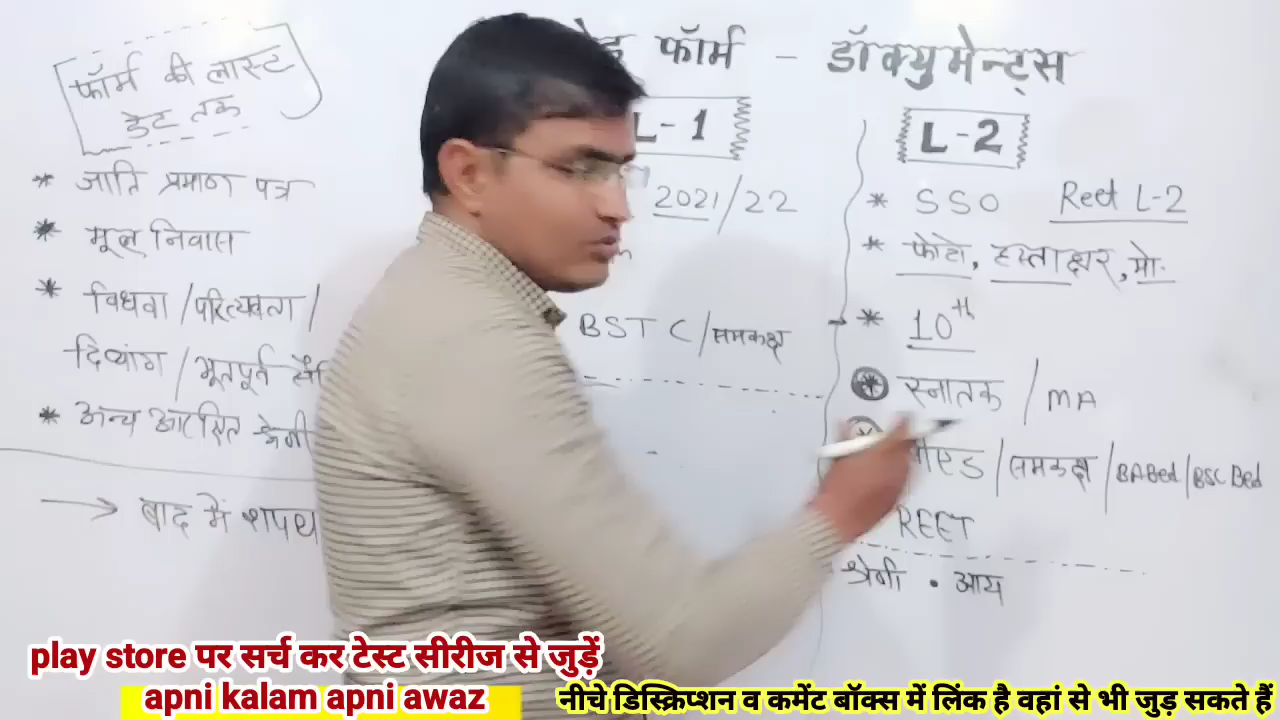 फॉर्म की लास्ट
डेट तक
* जाति प्रमाण पत्र
* मूल निवास
* विधवा/परित्यक्ता/
दिव्यांग/भूतपूर्व
* अन्य आरक्षित श्रेणी
→ बाद में शपथ
फॉर्म - डॉक्युमेन्ट्स
L-1
2021/22
BSTC/समकक्ष
L-2
* SSO Reet L-2
* फोटो, हस्ताक्षर, मो.
* 10th
* स्नातक / MA
बीएड/समकक्ष/BABed/BSC Bed
REET
श्रेणी • आय
play store पर सर्च कर टेस्ट सीरीज से जुड़ें
apni kalam apni awaz
नीचे डिस्क्रिप्शन व कमेंट बॉक्स में लिंक है वहां से भी जुड़ सकते हैं